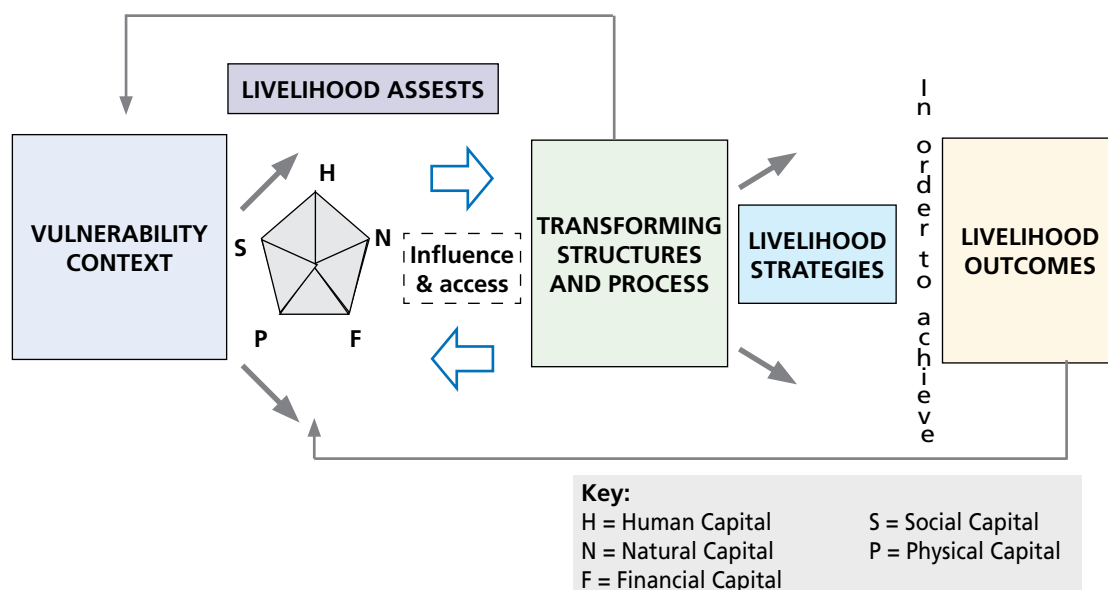 LIVELIHOOD ASSESTS
VULNERABILITY
CONTEXT
H
S
N
P
F
Influence
& access
TRANSFORMING
STRUCTURES
AND PROCESS
LIVELIHOOD
STRATEGIES
In order to achieve
LIVELIHOOD
OUTCOMES
Key:
H = Human Capital
S = Social Capital
N = Natural Capital
P = Physical Capital
F = Financial Capital